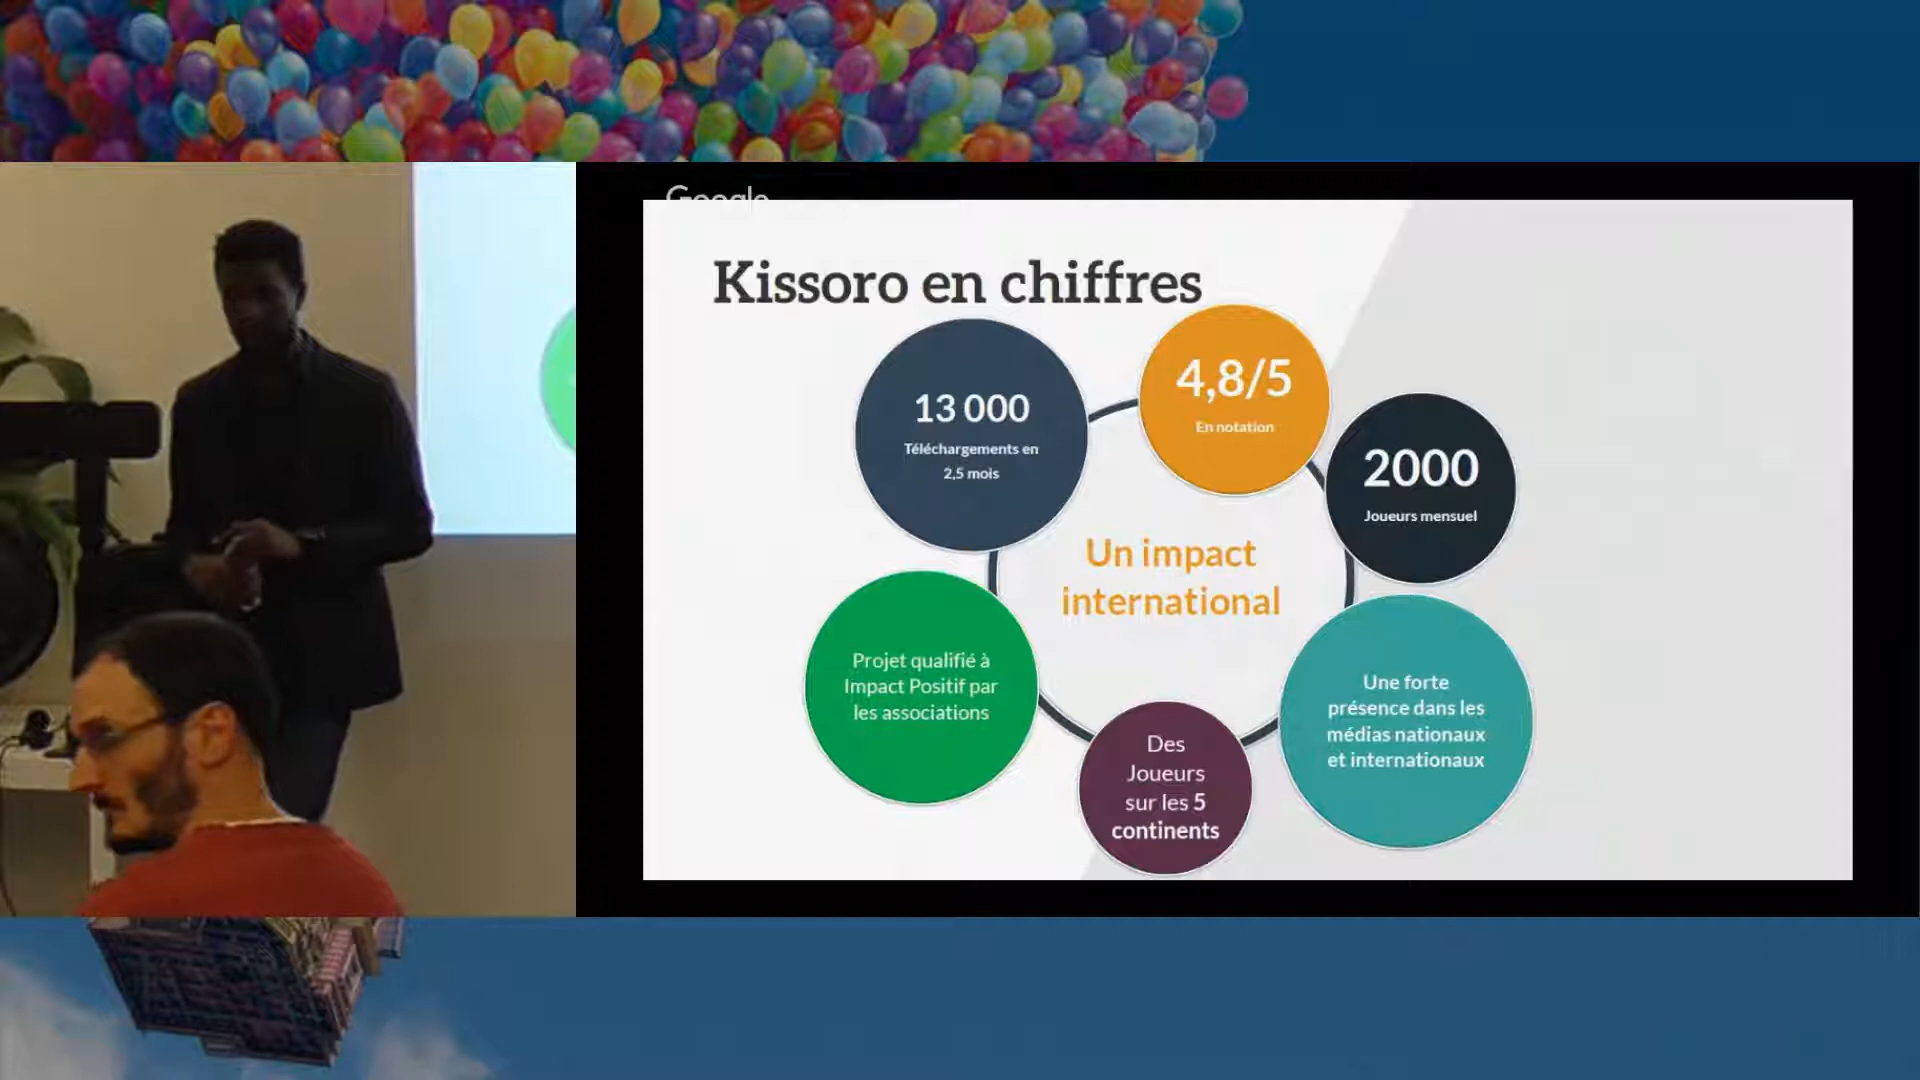 Google
Kissoro en chiffres
13 000
Téléchargements en
2,5 mois
4,8/5
En notation
2000
Joueurs mensuel
Un impact
international
Projet qualifié à
Impact Positif par
les associations
Une forte
présence dans les
médias nationaux
et internationaux
Des
Joueurs
sur les 5
continents